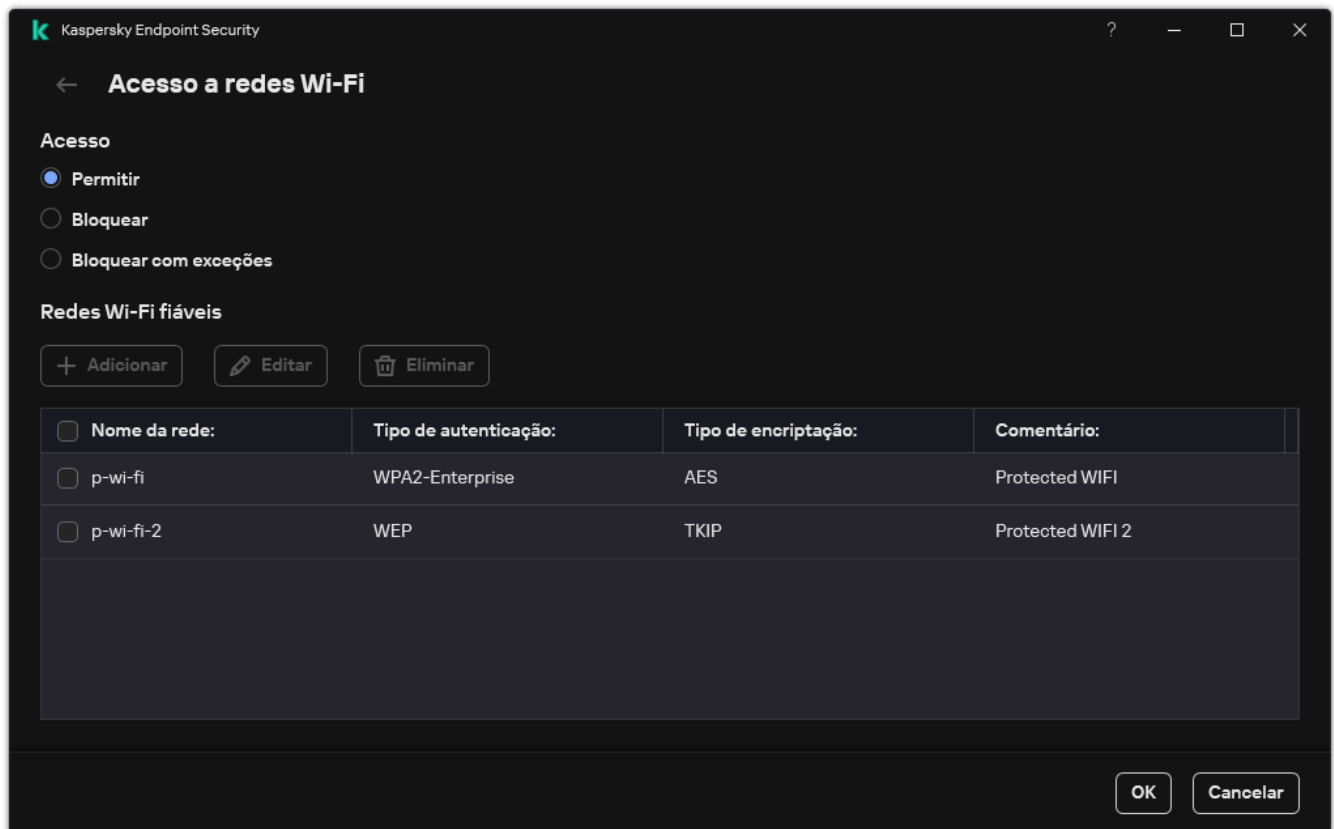 Kaspersky Endpoint Security ?
Acesso a redes Wi-Fi
Acesso
Permitir
Bloquear
Bloquear com exceções
Redes Wi-Fi fiáveis
Adicionar Editar Eliminar
Nome da rede: Tipo de autenticação: Tipo de encriptação: Comentário:
p-wi-fi WPA2-Enterprise AES Protected WIFI
p-wi-fi-2 WEP TKIP Protected WIFI 2
OK Cancelar